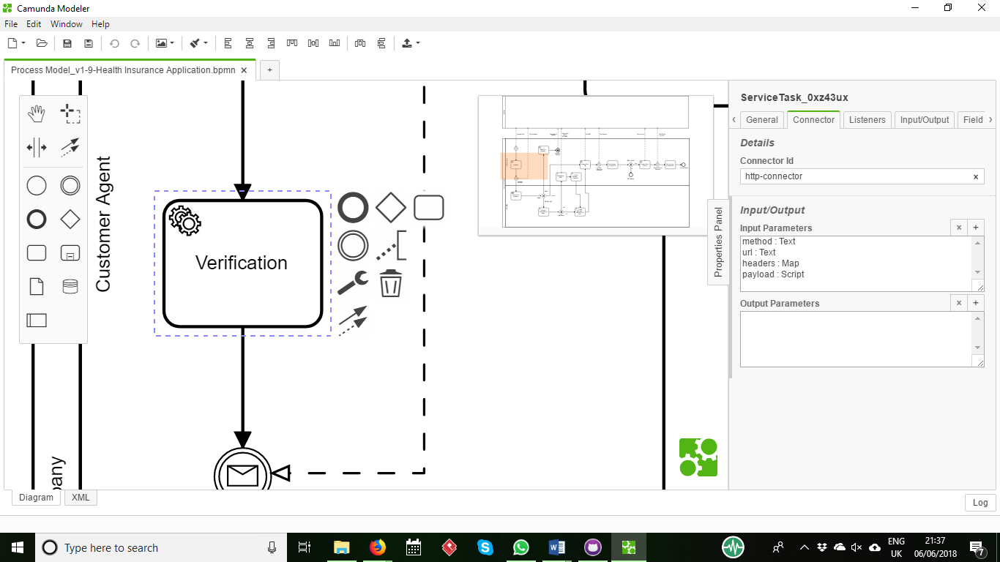 Camunda Modeler
File Edit Window Help
Process Model_v1-9-Health Insurance Application.bpmn
+
Customer Agent
Verification
pany
Properties Panel
ServiceTask_0xz43ux
General Connector Listeners Input/Output Field
Details
Connector Id
http-connector
Input/Output
Input Parameters
method : Text
url : Text
headers : Map
payload : Script
Output Parameters
Diagram XML
Log
Type here to search
ENG
UK
21:37
06/06/2018
7